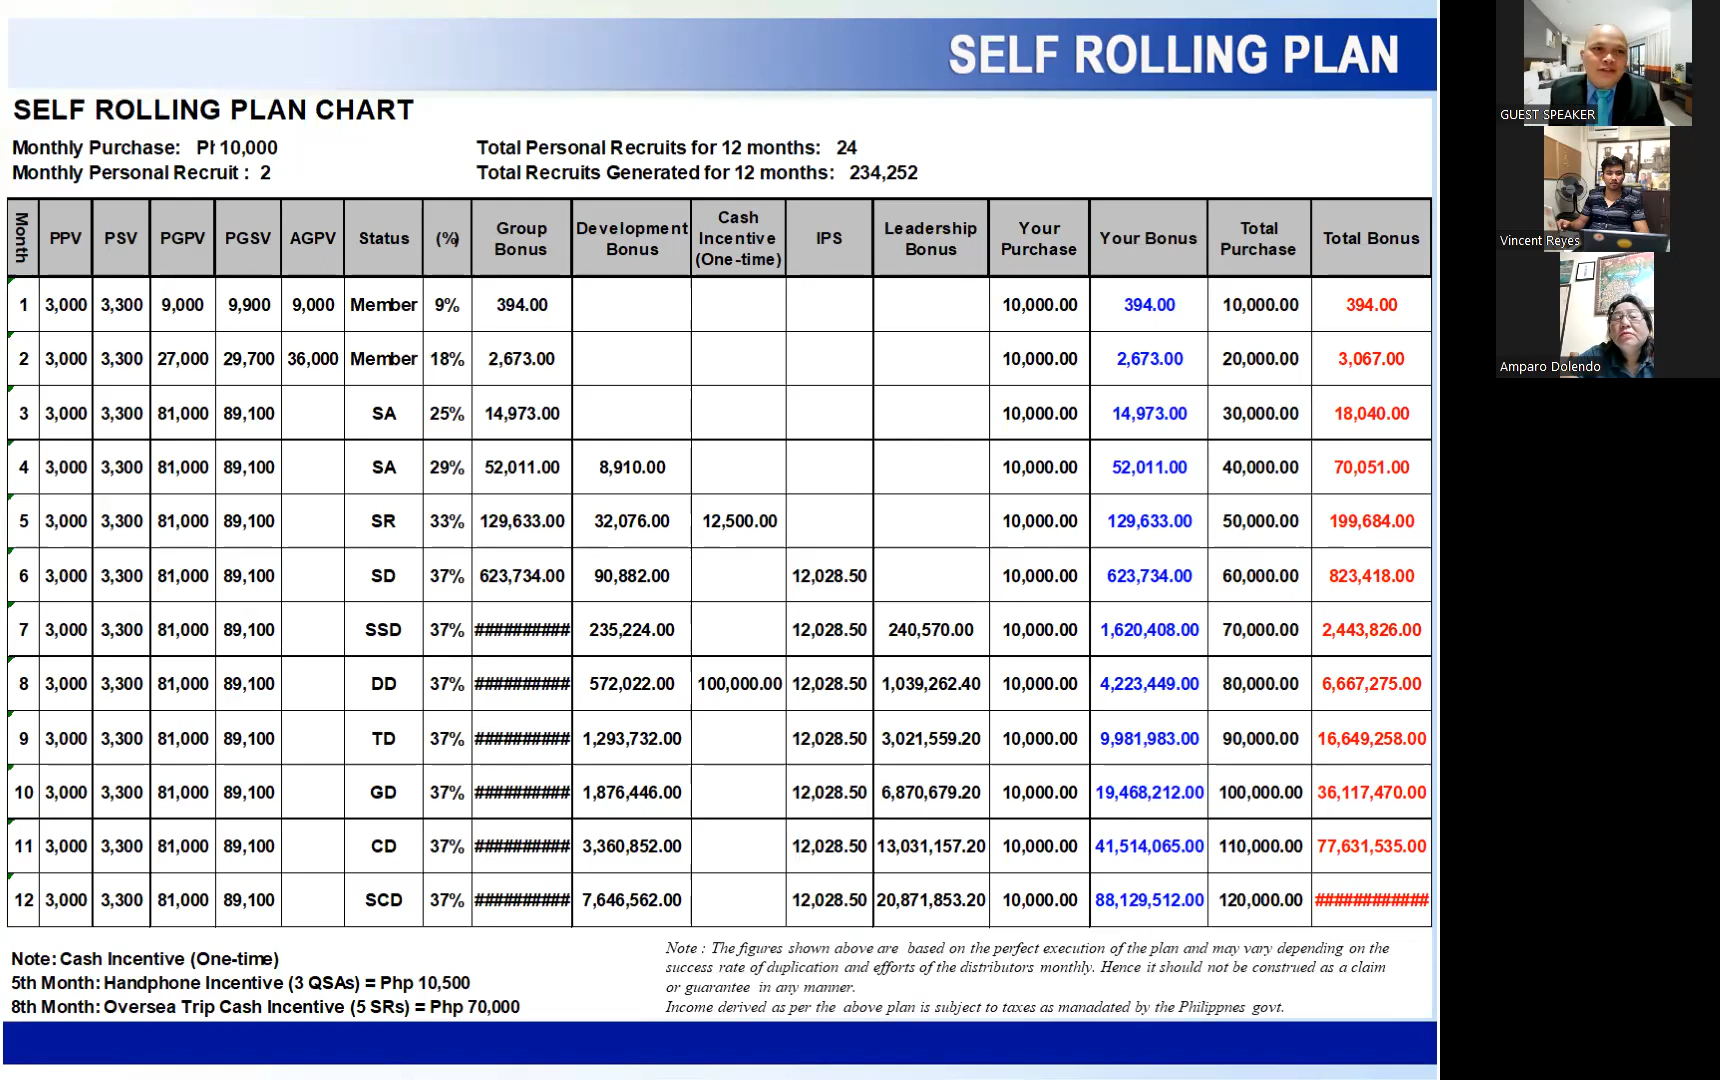 SELF ROLLING PLAN
SELF ROLLING PLAN CHART
Monthly Purchase: 10,000
Total Personal Recruits for 12 months: 24
Monthly Personal Recruit : 2
Total Recruits Generated for 12 months: 234,252
Month PPV PSV PGPV PGSV AGPV Status (%) Group Bonus Development Bonus Cash Incentive (One-time) IPS Leadership Bonus Your Purchase Your Bonus Total Purchase Total Bonus
1 3,000 3,300 9,000 9,900 9,000 Member 9% 394.00 10,000.00 394.00 10,000.00 394.00
2 3,000 3,300 27,000 29,700 36,000 Member 18% 2,673.00 10,000.00 2,673.00 20,000.00 3,067.00
3 3,000 3,300 81,000 89,100 SA 25% 14,973.00 10,000.00 14,973.00 30,000.00 18,040.00
4 3,000 3,300 81,000 89,100 SA 29% 52,011.00 8,910.00 10,000.00 52,011.00 40,000.00 70,051.00
5 3,000 3,300 81,000 89,100 SR 33% 129,633.00 32,076.00 12,500.00 10,000.00 129,633.00 50,000.00 199,684.00
6 3,000 3,300 81,000 89,100 SD 37% 623,734.00 90,882.00 12,028.50 10,000.00 623,734.00 60,000.00 823,418.00
7 3,000 3,300 81,000 89,100 SSD 37% ########## 235,224.00 12,028.50 240,570.00 10,000.00 1,620,408.00 70,000.00 2,443,826.00
8 3,000 3,300 81,000 89,100 DD 37% ########## 572,022.00 100,000.00 12,028.50 1,039,262.40 10,000.00 4,223,449.00 80,000.00 6,667,275.00
9 3,000 3,300 81,000 89,100 TD 37% ########## 1,293,732.00 12,028.50 3,021,559.20 10,000.00 9,981,983.00 90,000.00 16,649,258.00
10 3,000 3,300 81,000 89,100 GD 37% ########## 1,876,446.00 12,028.50 6,870,679.20 10,000.00 19,468,212.00 100,000.00 36,117,470.00
11 3,000 3,300 81,000 89,100 CD 37% ########## 3,360,852.00 12,028.50 13,031,157.20 10,000.00 41,514,065.00 110,000.00 77,631,535.00
12 3,000 3,300 81,000 89,100 SCD 37% ########## 7,646,562.00 12,028.50 20,871,853.20 10,000.00 88,129,512.00 120,000.00 ############
Note: Cash Incentive (One-time)
5th Month: Handphone Incentive (3 QSAs) = Php 10,500
8th Month: Oversea Trip Cash Incentive (5 SRs) = Php 70,000
Note : The figures shown above are based on the perfect execution of the plan and may vary depending on the
success rate of duplication and efforts of the distributors monthly. Hence it should not be construed as a claim
or guarantee in any manner.
Income derived as per the above plan is subject to taxes as manadated by the Philippnes govt.
GUEST SPEAKER
Vincent Reyes
Amparo Dolendo